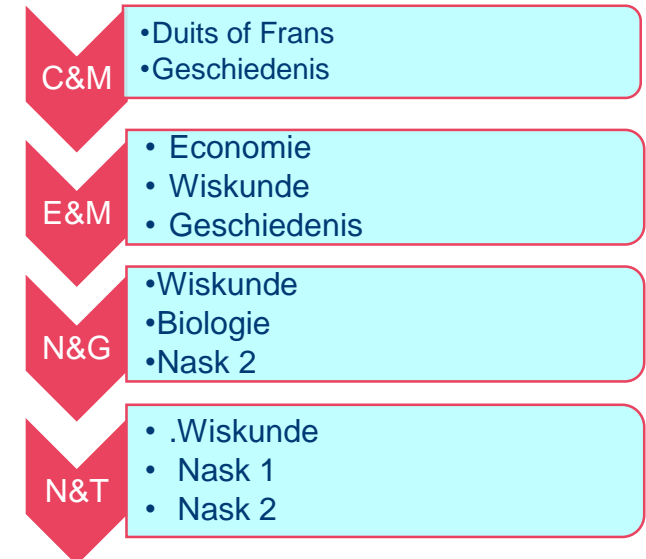 C&M
•Duits of Frans
•Geschiedenis
E&M
• Economie
• Wiskunde
• Geschiedenis
N&G
•Wiskunde
•Biologie
•Nask 2
N&T
• .Wiskunde
• Nask 1
• Nask 2